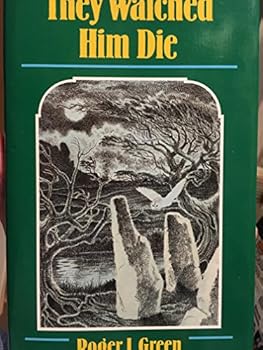 They Watched
Him Die
Roger J. Green